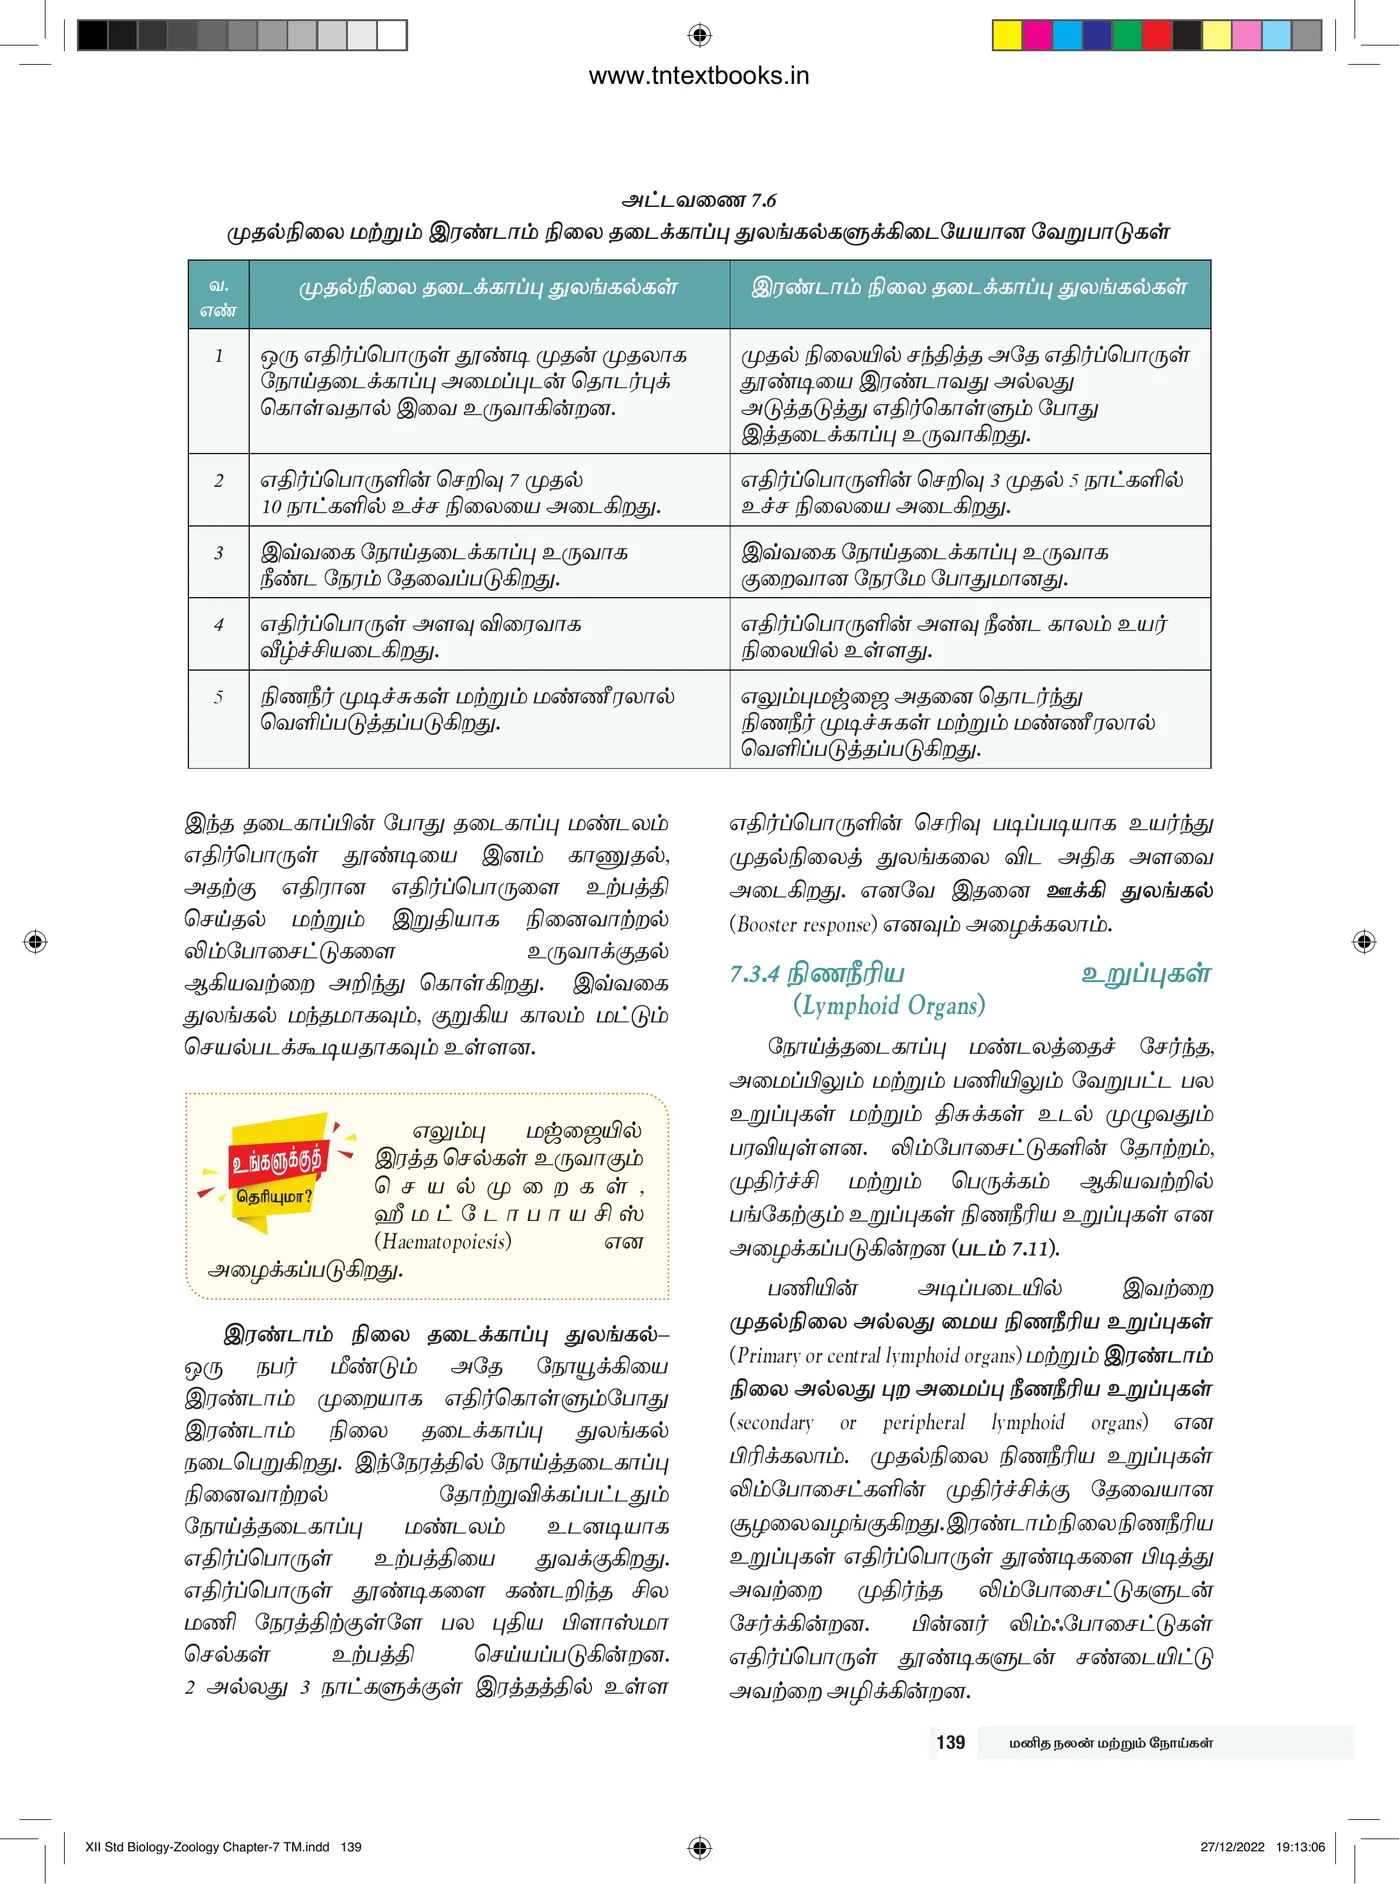 www.tntextbooks.in
அட்டவணை 7.6
முதல்நிலை மற்றும் இரண்டாம் நிலை தடைக்காப்பு துலங்கல்களுக்கிடையேயான வேறுபாடுகள்
வ.
எண்
முதல்நிலை தடைக்காப்பு துலங்கல்கள்
இரண்டாம் நிலை தடைக்காப்பு துலங்கல்கள்
1
ஒரு எதிர்ப்பொருள் தூண்டி முதன் முதலாக
நோய்தடைக்காப்பு அமைப்புடன் தொடர்புக்
கொள்வதால் இவை உருவாகின்றன.
முதல் நிலையில் சந்தித்த அதே எதிர்ப்பொருள்
தூண்டியை இரண்டாவது அல்லது
அடுத்தடுத்து எதிர்கொள்ளும் போது
இத்தடைக்காப்பு உருவாகிறது.
2
எதிர்ப்பொருளின் செறிவு 7 முதல்
10 நாட்களில் உச்ச நிலையை அடைகிறது.
எதிர்ப்பொருளின் செறிவு 3 முதல் 5 நாட்களில்
உச்ச நிலையை அடைகிறது.
3
இவ்வகை நோய்தடைக்காப்பு உருவாக
நீண்ட நேரம் தேவைப்படுகிறது.
இவ்வகை நோய்தடைக்காப்பு உருவாக
குறைவான நேரமே போதுமானது.
4
எதிர்ப்பொருள் அளவு விரைவாக
வீழ்ச்சியடைகிறது.
எதிர்ப்பொருளின் அளவு நீண்ட காலம் உயர்
நிலையில் உள்ளது.
5
நிணநீர் முடிச்சுகள் மற்றும் மண்ணீரலால்
வெளிப்படுத்தப்படுகிறது.
எலும்புமஜ்ஜை அதனை தொடர்ந்து
நிணநீர் முடிச்சுகள் மற்றும் மண்ணீரலால்
வெளிப்படுத்தப்படுகிறது.
இந்த தடைகாப்பின் போது தடைகாப்பு மண்டலம்
எதிர்பொருள் தூண்டியை இனம் காணுதல்,
அதற்கு எதிரான எதிர்ப்பொருளை உற்பத்தி
செய்தல் மற்றும் இறுதியாக நினைவாற்றல்
லிம்போசைட்டுகளை உருவாக்குதல்
ஆகியவற்றை அறிந்து கொள்கிறது. இவ்வகை
துலங்கல் மந்தமாகவும், குறுகிய காலம் மட்டும்
செயல்படக்கூடியதாகவும் உள்ளன.
உங்களுக்குத்
தெரியுமா?
எலும்பு மஜ்ஜையில்
இரத்த செல்கள் உருவாகும்
செயல்முறைகள்,
ஹீமட்டோபாயசிஸ்
(Haematopoiesis) என
அழைக்கப்படுகிறது.
இரண்டாம் நிலை தடைக்காப்பு துலங்கல்–
ஒரு நபர் மீண்டும் அதே நோயூக்கியை
இரண்டாம் முறையாக எதிர்கொள்ளும்போது
இரண்டாம் நிலை தடைக்காப்பு துலங்கல்
நடைபெறுகிறது. இந்நேரத்தில் நோய்த்தடைகாப்பு
நினைவாற்றல் தோற்றுவிக்கப்பட்டதும்
நோய்த்தடைகாப்பு மண்டலம் உடனடியாக
எதிர்ப்பொருள் உற்பத்தியை துவக்குகிறது.
எதிர்ப்பொருள் தூண்டிகளை கண்டறிந்த சில
மணி நேரத்திற்குள்ளே பல புதிய பிளாஸ்மா
செல்கள் உற்பத்தி செய்யப்படுகின்றன.
2 அல்லது 3 நாட்களுக்குள் இரத்தத்தில் உள்ள
எதிர்ப்பொருளின் செரிவு படிப்படியாக உயர்ந்து
முதல்நிலைத் துலங்கலை விட அதிக அளவை
அடைகிறது. எனவே இதனை ஊக்கி துலங்கல்
(Booster response) எனவும் அழைக்கலாம்.
7.3.4 நிணநீரிய உறுப்புகள்
(Lymphoid Organs)
நோய்த்தடைகாப்பு மண்டலத்தைச் சேர்ந்த,
அமைப்பிலும் மற்றும் பணியிலும் வேறுபட்ட பல
உறுப்புகள் மற்றும் திசுக்கள் உடல் முழுவதும்
பரவியுள்ளன. லிம்போசைட்டுகளின் தோற்றம்,
முதிர்ச்சி மற்றும் பெருக்கம் ஆகியவற்றில்
பங்கேற்கும் உறுப்புகள் நிணநீரிய உறுப்புகள் என
அழைக்கப்படுகின்றன (படம் 7.11).
பணியின் அடிப்படையில் இவற்றை
முதல்நிலை அல்லது மைய நிணநீரிய உறுப்புகள்
(Primary or central lymphoid organs) மற்றும் இரண்டாம்
நிலை அல்லது புற அமைப்பு நீணநீரிய உறுப்புகள்
(secondary or peripheral lymphoid organs) என
பிரிக்கலாம். முதல்நிலை நிணநீரிய உறுப்புகள்
லிம்போசைட்களின் முதிர்ச்சிக்கு தேவையான
சூழலைவழங்குகிறது.இரண்டாம்நிலைநிணநீரிய
உறுப்புகள் எதிர்ப்பொருள் தூண்டிகளை பிடித்து
அவற்றை முதிர்ந்த லிம்போசைட்டுகளுடன்
சேர்க்கின்றன. பின்னர் லிம்ஃபோசைட்டுகள்
எதிர்ப்பொருள் தூண்டிகளுடன் சண்டையிட்டு
அவற்றை அழிக்கின்றன.
139 மனித நலன் மற்றும் நோய்கள்
XII Std Biology-Zoology Chapter-7 TM.indd 139
27/12/2022 19:13:06